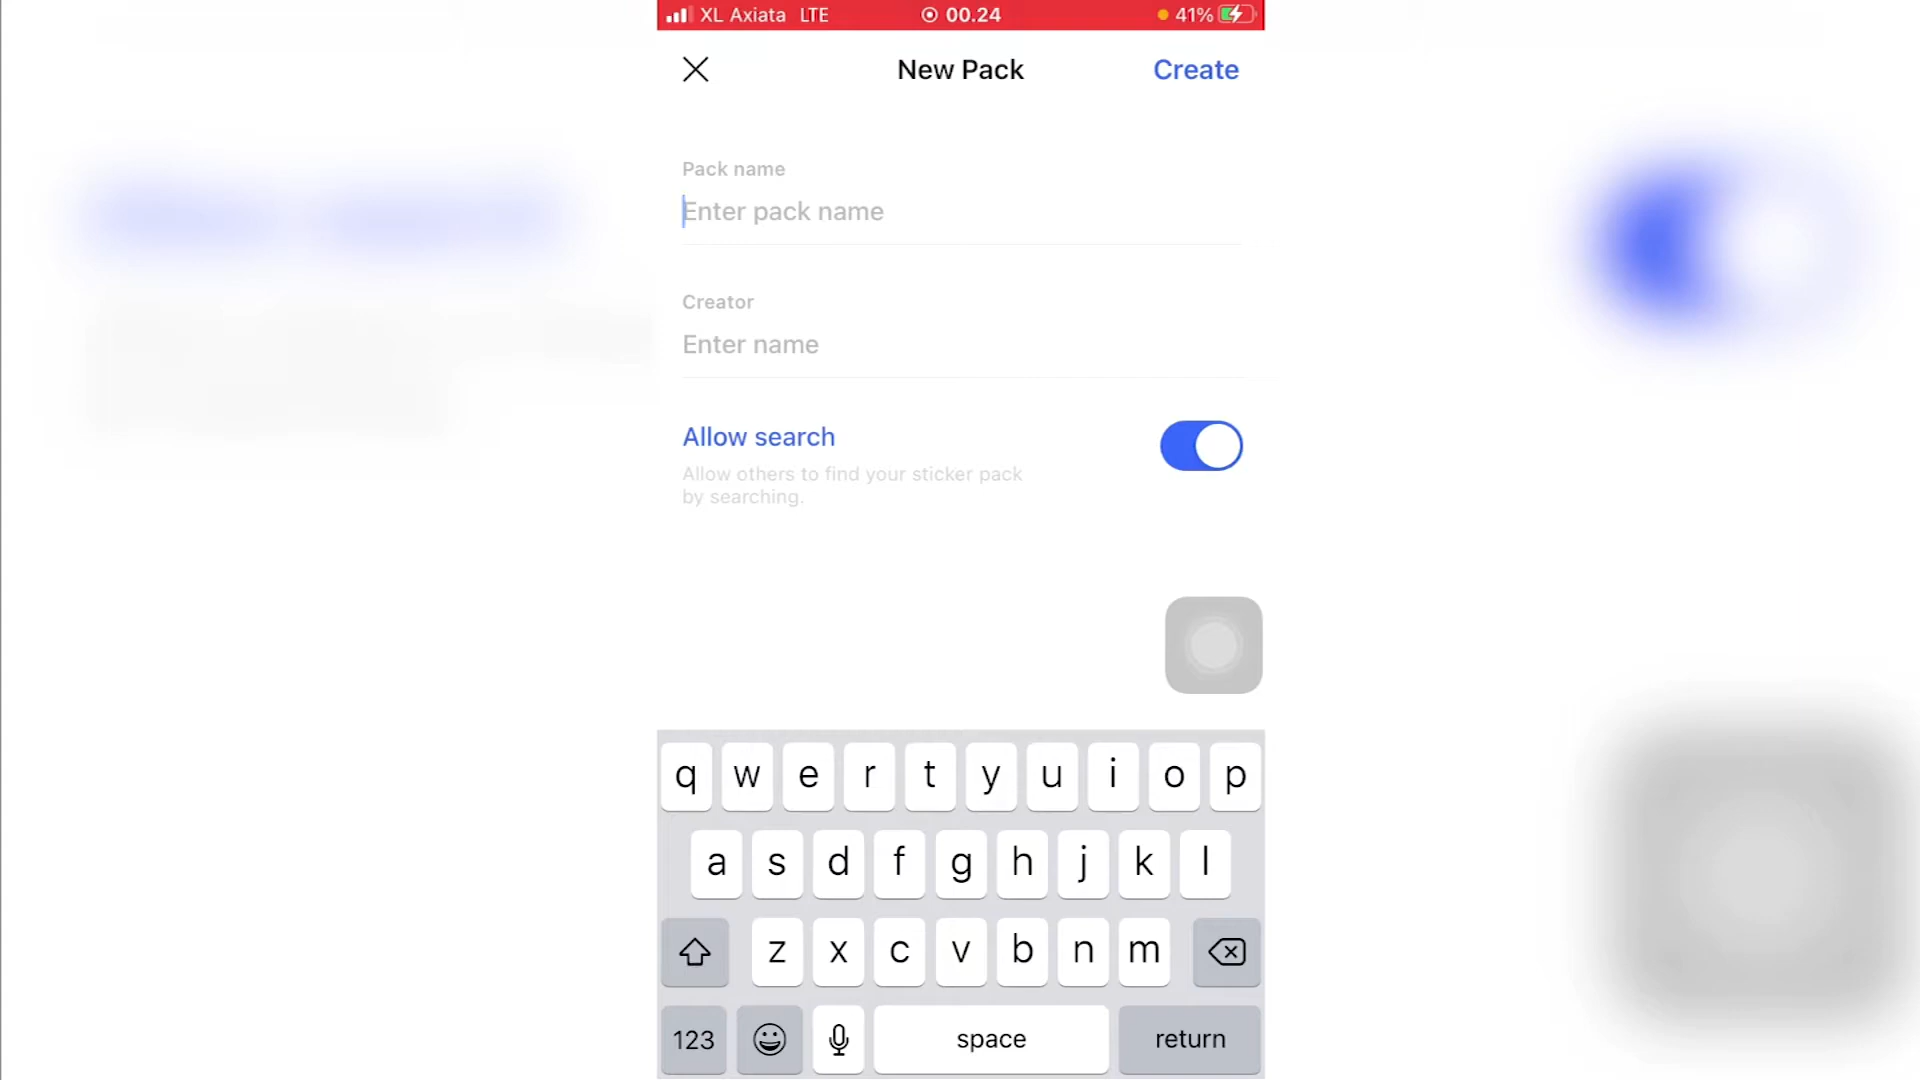 XL Axiata LTE 00.24 41%
New Pack Create
Pack name
Enter pack name
Creator
Enter name
Allow search
Allow others to find your sticker pack
by searching.
q w e r t y u i o p
a s d f g h j k l
z x c v b n m
123 space return